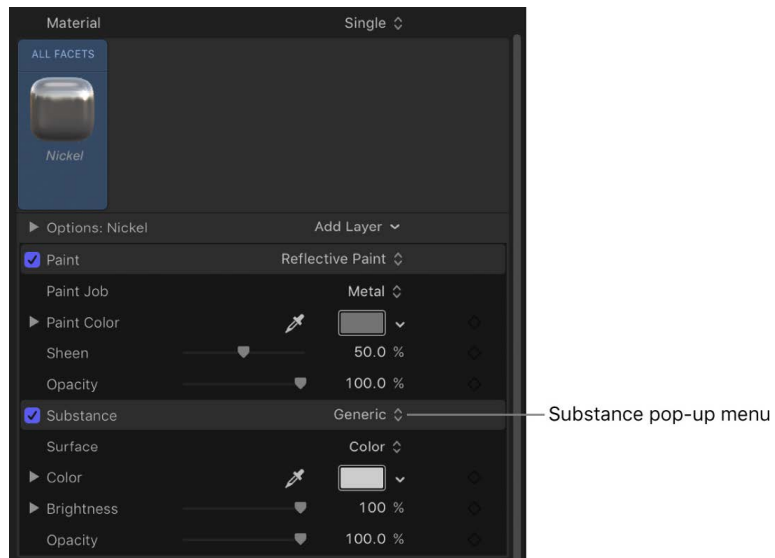 Material Single
ALL FACETS
Nickel
Options: Nickel Add Layer
Paint Reflective Paint
Paint Job Metal
Paint Color
Sheen 50.0 %
Opacity 100.0 %
Substance Generic Substance pop-up menu
Surface Color
Color
Brightness 100 %
Opacity 100.0 %